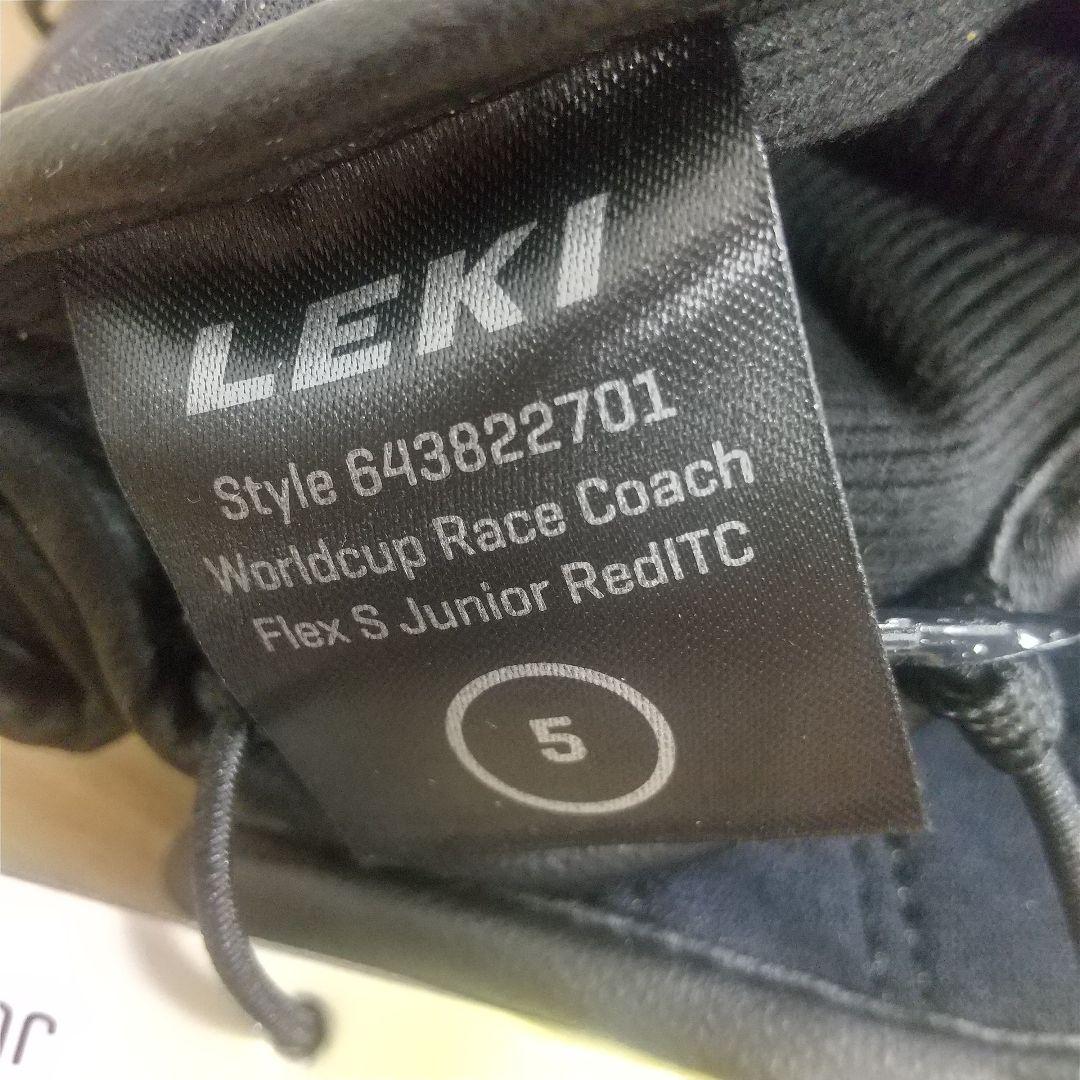 LEKI
Style 643822701
Worldcup Race Coach
Flex S Junior RedITC
5